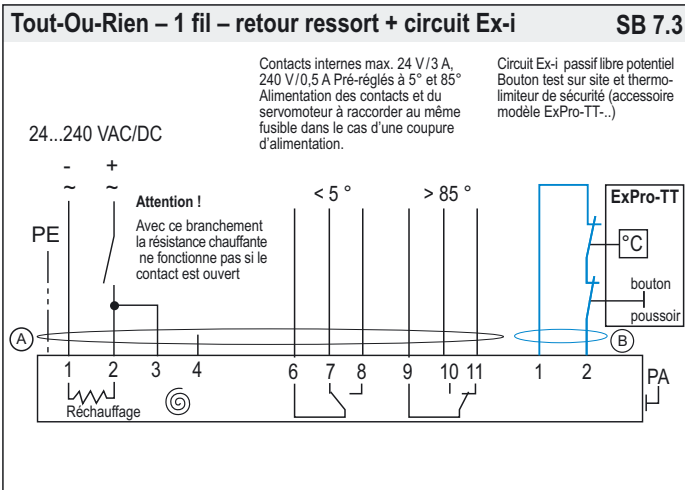 Tout-Ou-Rien – 1 fil – retour ressort + circuit Ex-i
SB 7.3
Contacts internes max. 24 V/3 A,
240 V/0,5 A Pré-réglés à 5° et 85°
Alimentation des contacts et du
servomoteur à raccorder au même
fusible dans le cas d'une coupure
d'alimentation.
Circuit Ex-i passif libre potentiel
Bouton test sur site et thermo-
limiteur de sécurité (accessoire
modèle ExPro-TT-..)
24...240 VAC/DC
- +
~ ~
Attention !
Avec ce branchement
la résistance chauffante
ne fonctionne pas si le
contact est ouvert
< 5 °
> 85 °
ExPro-TT
°C
bouton
poussoir
PE
A
B
1 2 3 4 6 7 8 9 10 11 1 2
PA
Réchauffage